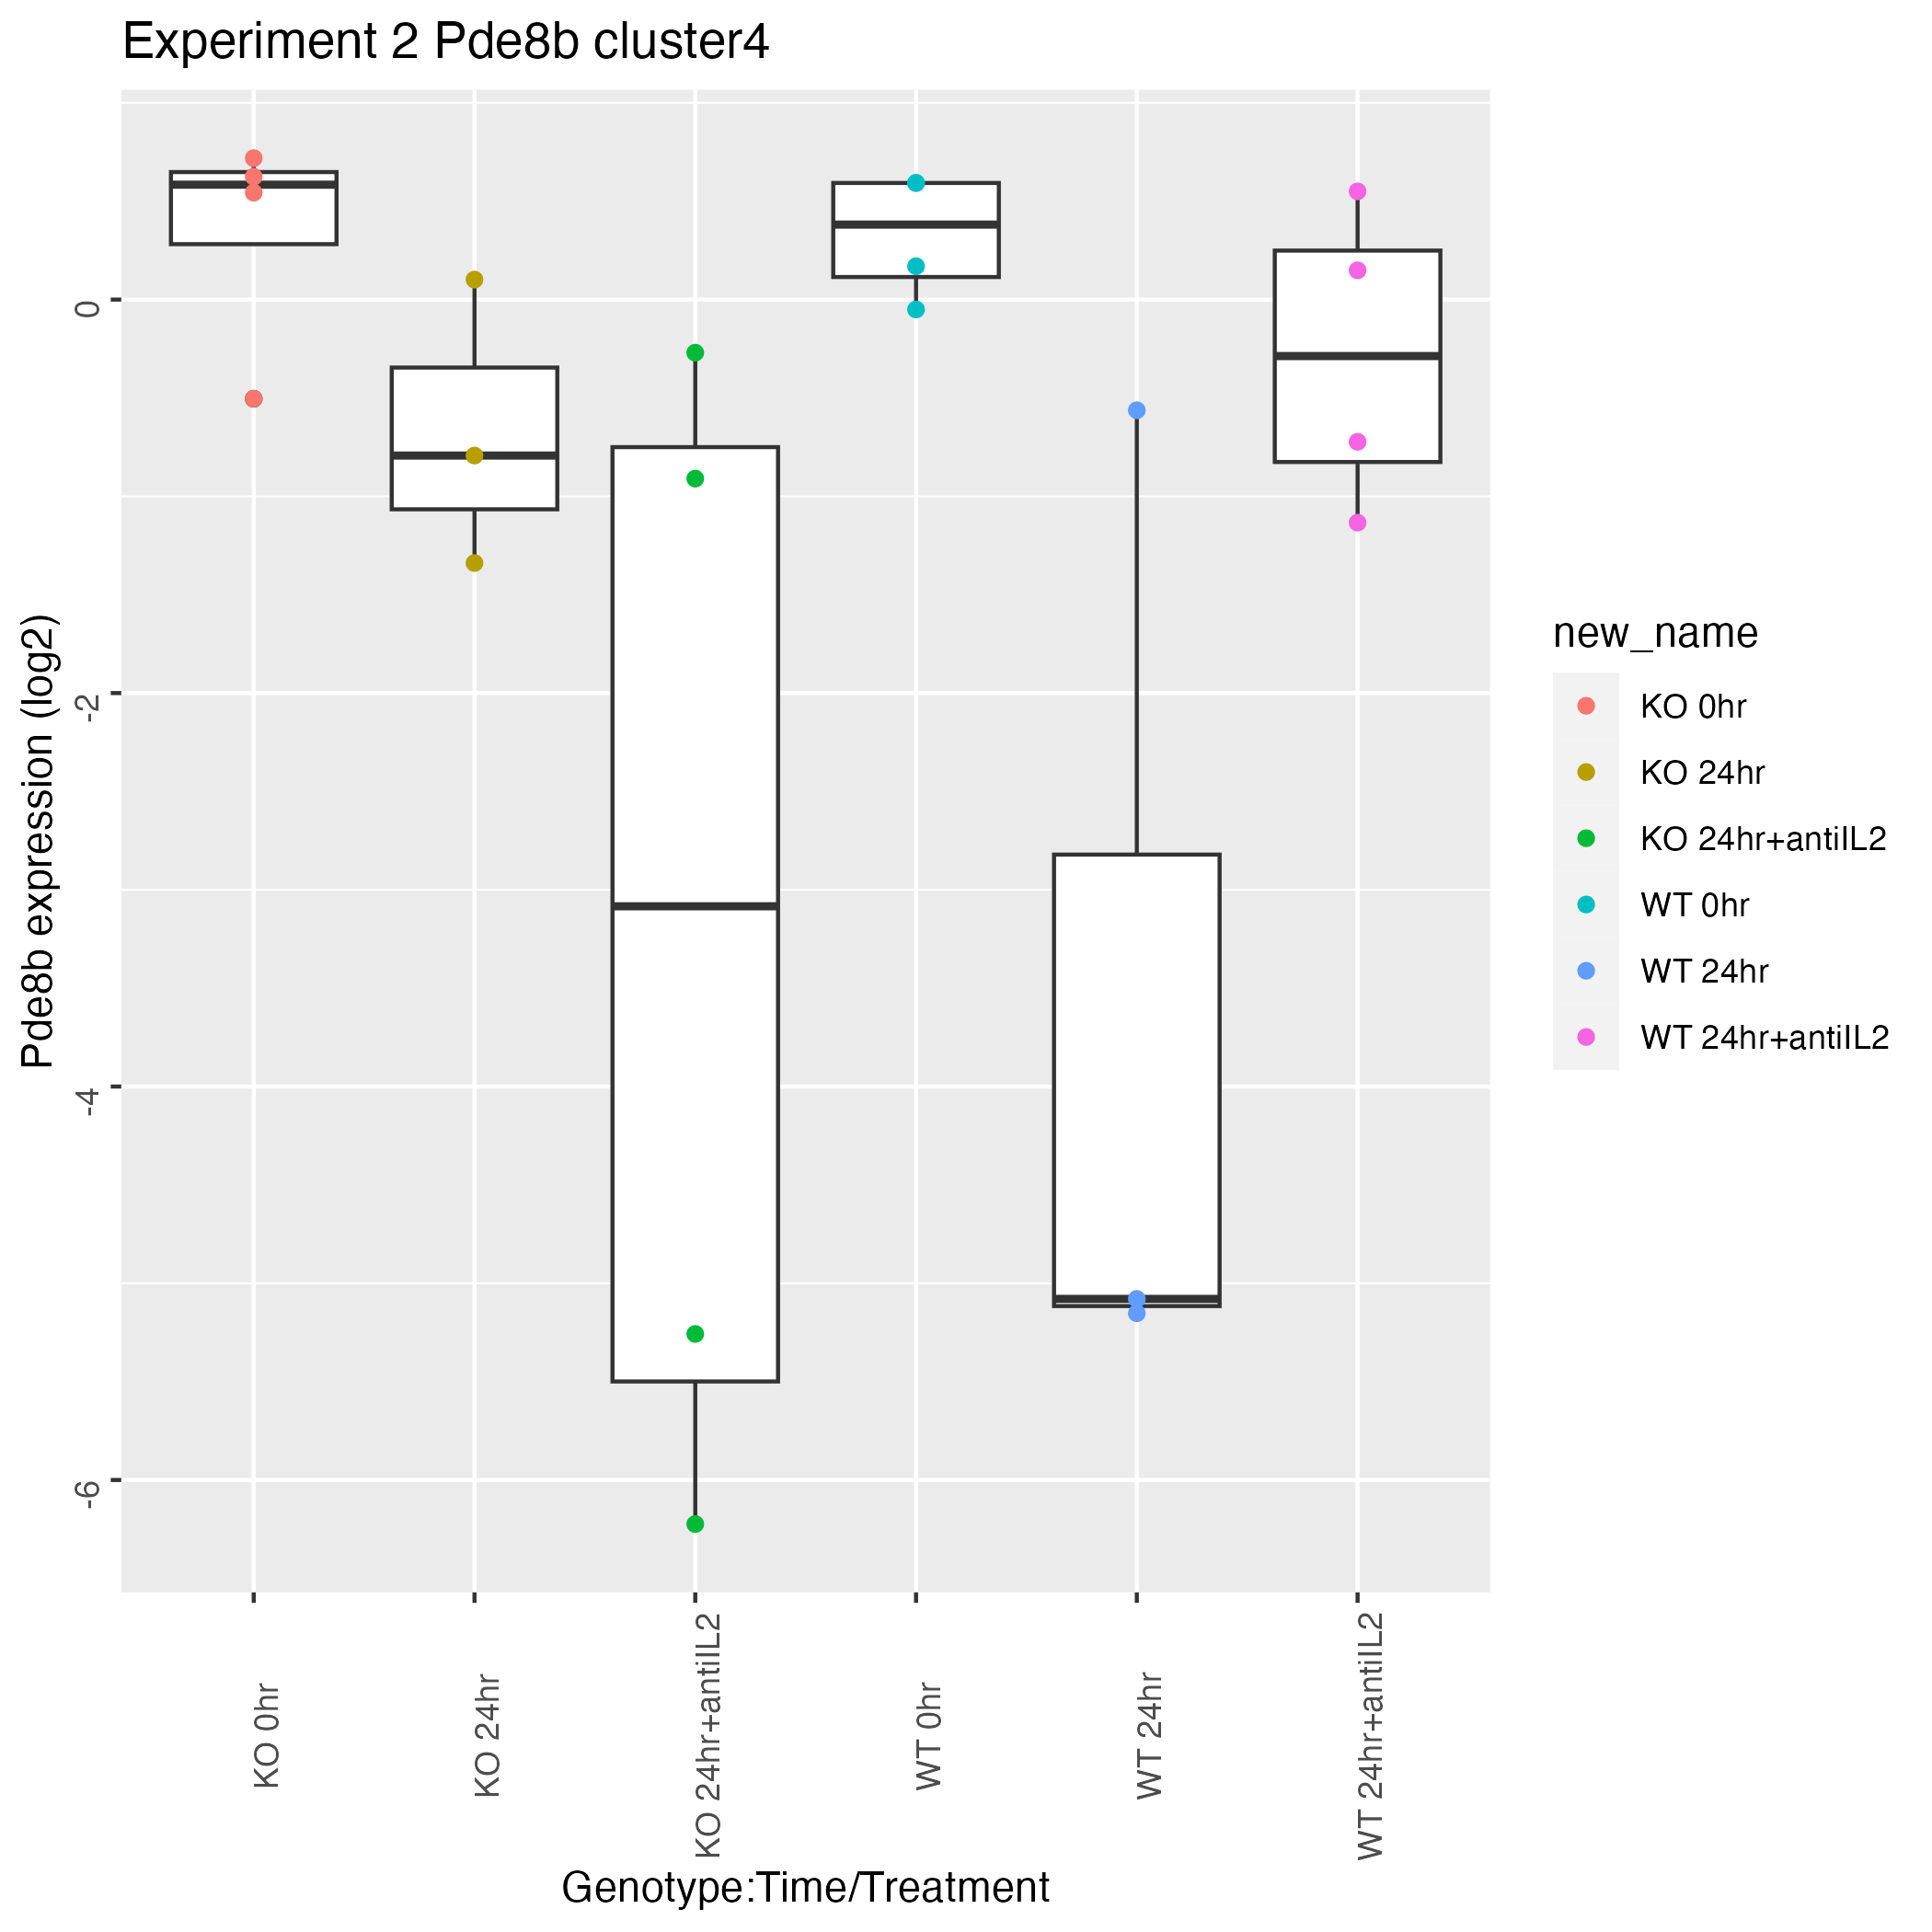 Experiment 2 Pde8b cluster4
Pde8b expression (log2)
0
-2
-4
-6
KO 0hr
KO 24hr
KO 24hr+antiIL2
WT 0hr
WT 24hr
WT 24hr+antiIL2
Genotype:Time/Treatment
new_name
KO 0hr
KO 24hr
KO 24hr+antiIL2
WT 0hr
WT 24hr
WT 24hr+antiIL2